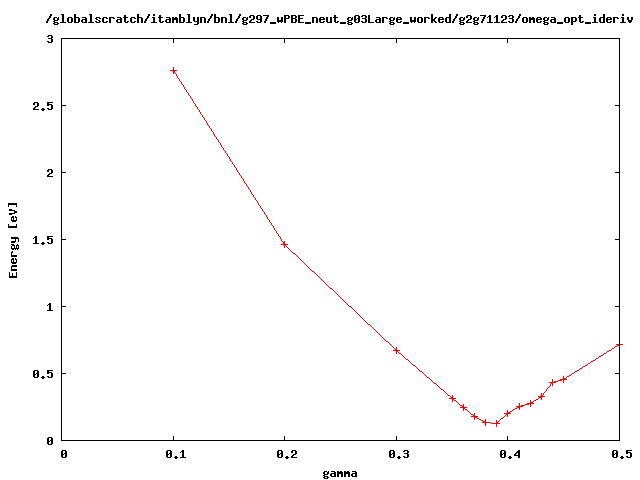 /globalscratch/itamblyn/bnl/g297_wPBE_neut_g03Large_worked/g2g71123/omega_opt_ideriv
3
2.5
2
1.5
1
0.5
0
Energy [eV]
0 0.1 0.2 0.3 0.4 0.5
gamma